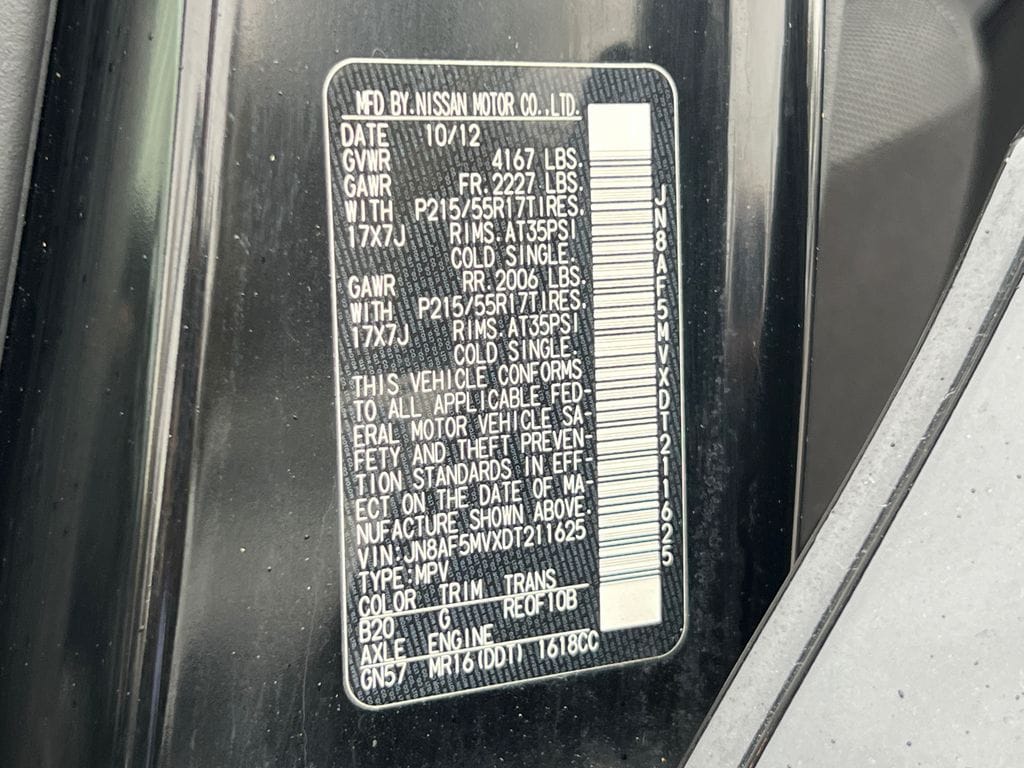 MFD BY.NISSAN MOTOR CO.,LTD.
DATE 10/12
GVWR 4167 LBS.
GAWR FR.2227 LBS.
WITH P215/55R17TIRES.
17X7J RIMS.AT35PSI
COLD SINGLE.
GAWR RR.2006 LBS.
WITH P215/55R17TIRES.
17X7J RIMS.AT35PSI
COLD SINGLE.
THIS VEHICLE CONFORMS
TO ALL APPLICABLE FED-
ERAL MOTOR VEHICLE SA-
FETY AND THEFT PREVEN-
TION STANDARDS IN EFF-
ECT ON THE DATE OF MA-
NUFACTURE SHOWN ABOVE.
VIN:JN8AF5MVXDT211625
TYPE:MPV
COLOR TRIM TRANS
B20 G RE0F10B
AXLE ENGINE
GN57 MR16(DDT) 1618CC
JN8AF5MVXDT211625